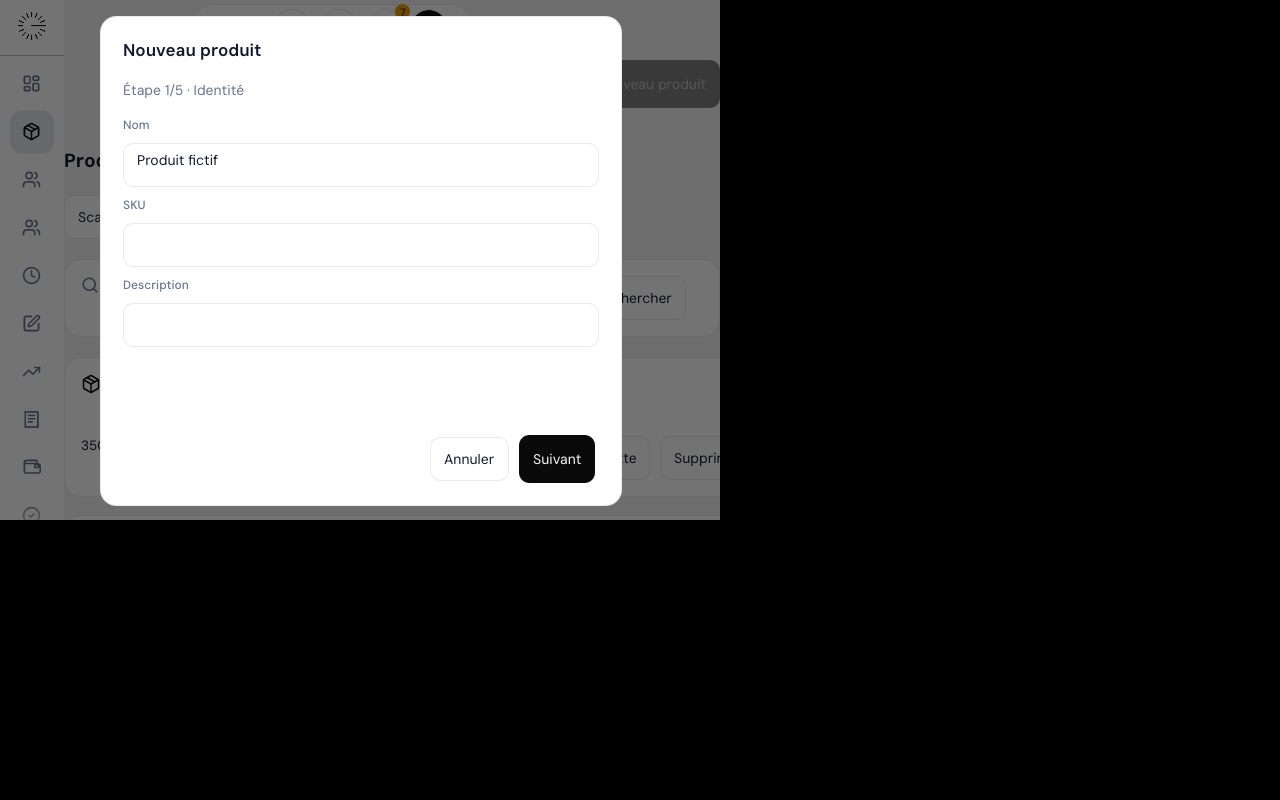 7
Nouveau produit
Étape 1/5 · Identité
veau produit
Nom
Produit fictif
Proc
SKU
Sca
Description
hercher
350
Annuler
Suivant
te
Supprin